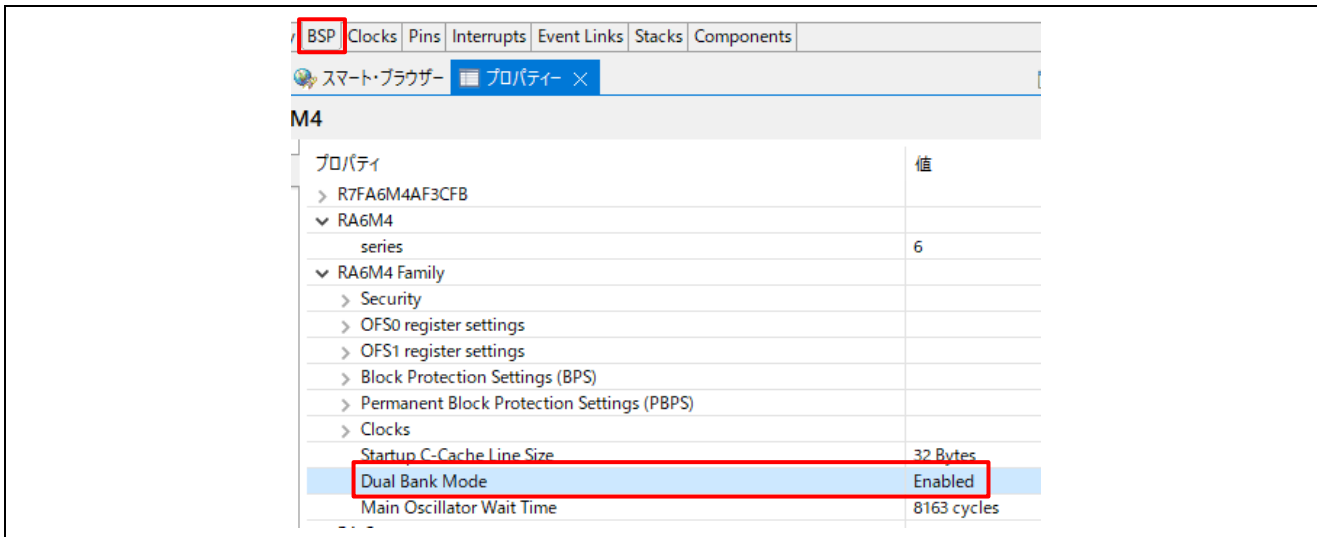 BSP Clocks Pins Interrupts Event Links Stacks Components
スマート・ブラウザー プロパティー
M4
プロパティ 値
R7FA6M4AF3CFB
RA6M4
series 6
RA6M4 Family
Security
OFS0 register settings
OFS1 register settings
Block Protection Settings (BPS)
Permanent Block Protection Settings (PBPS)
Clocks
Startup C-Cache Line Size 32 Bytes
Dual Bank Mode Enabled
Main Oscillator Wait Time 8163 cycles